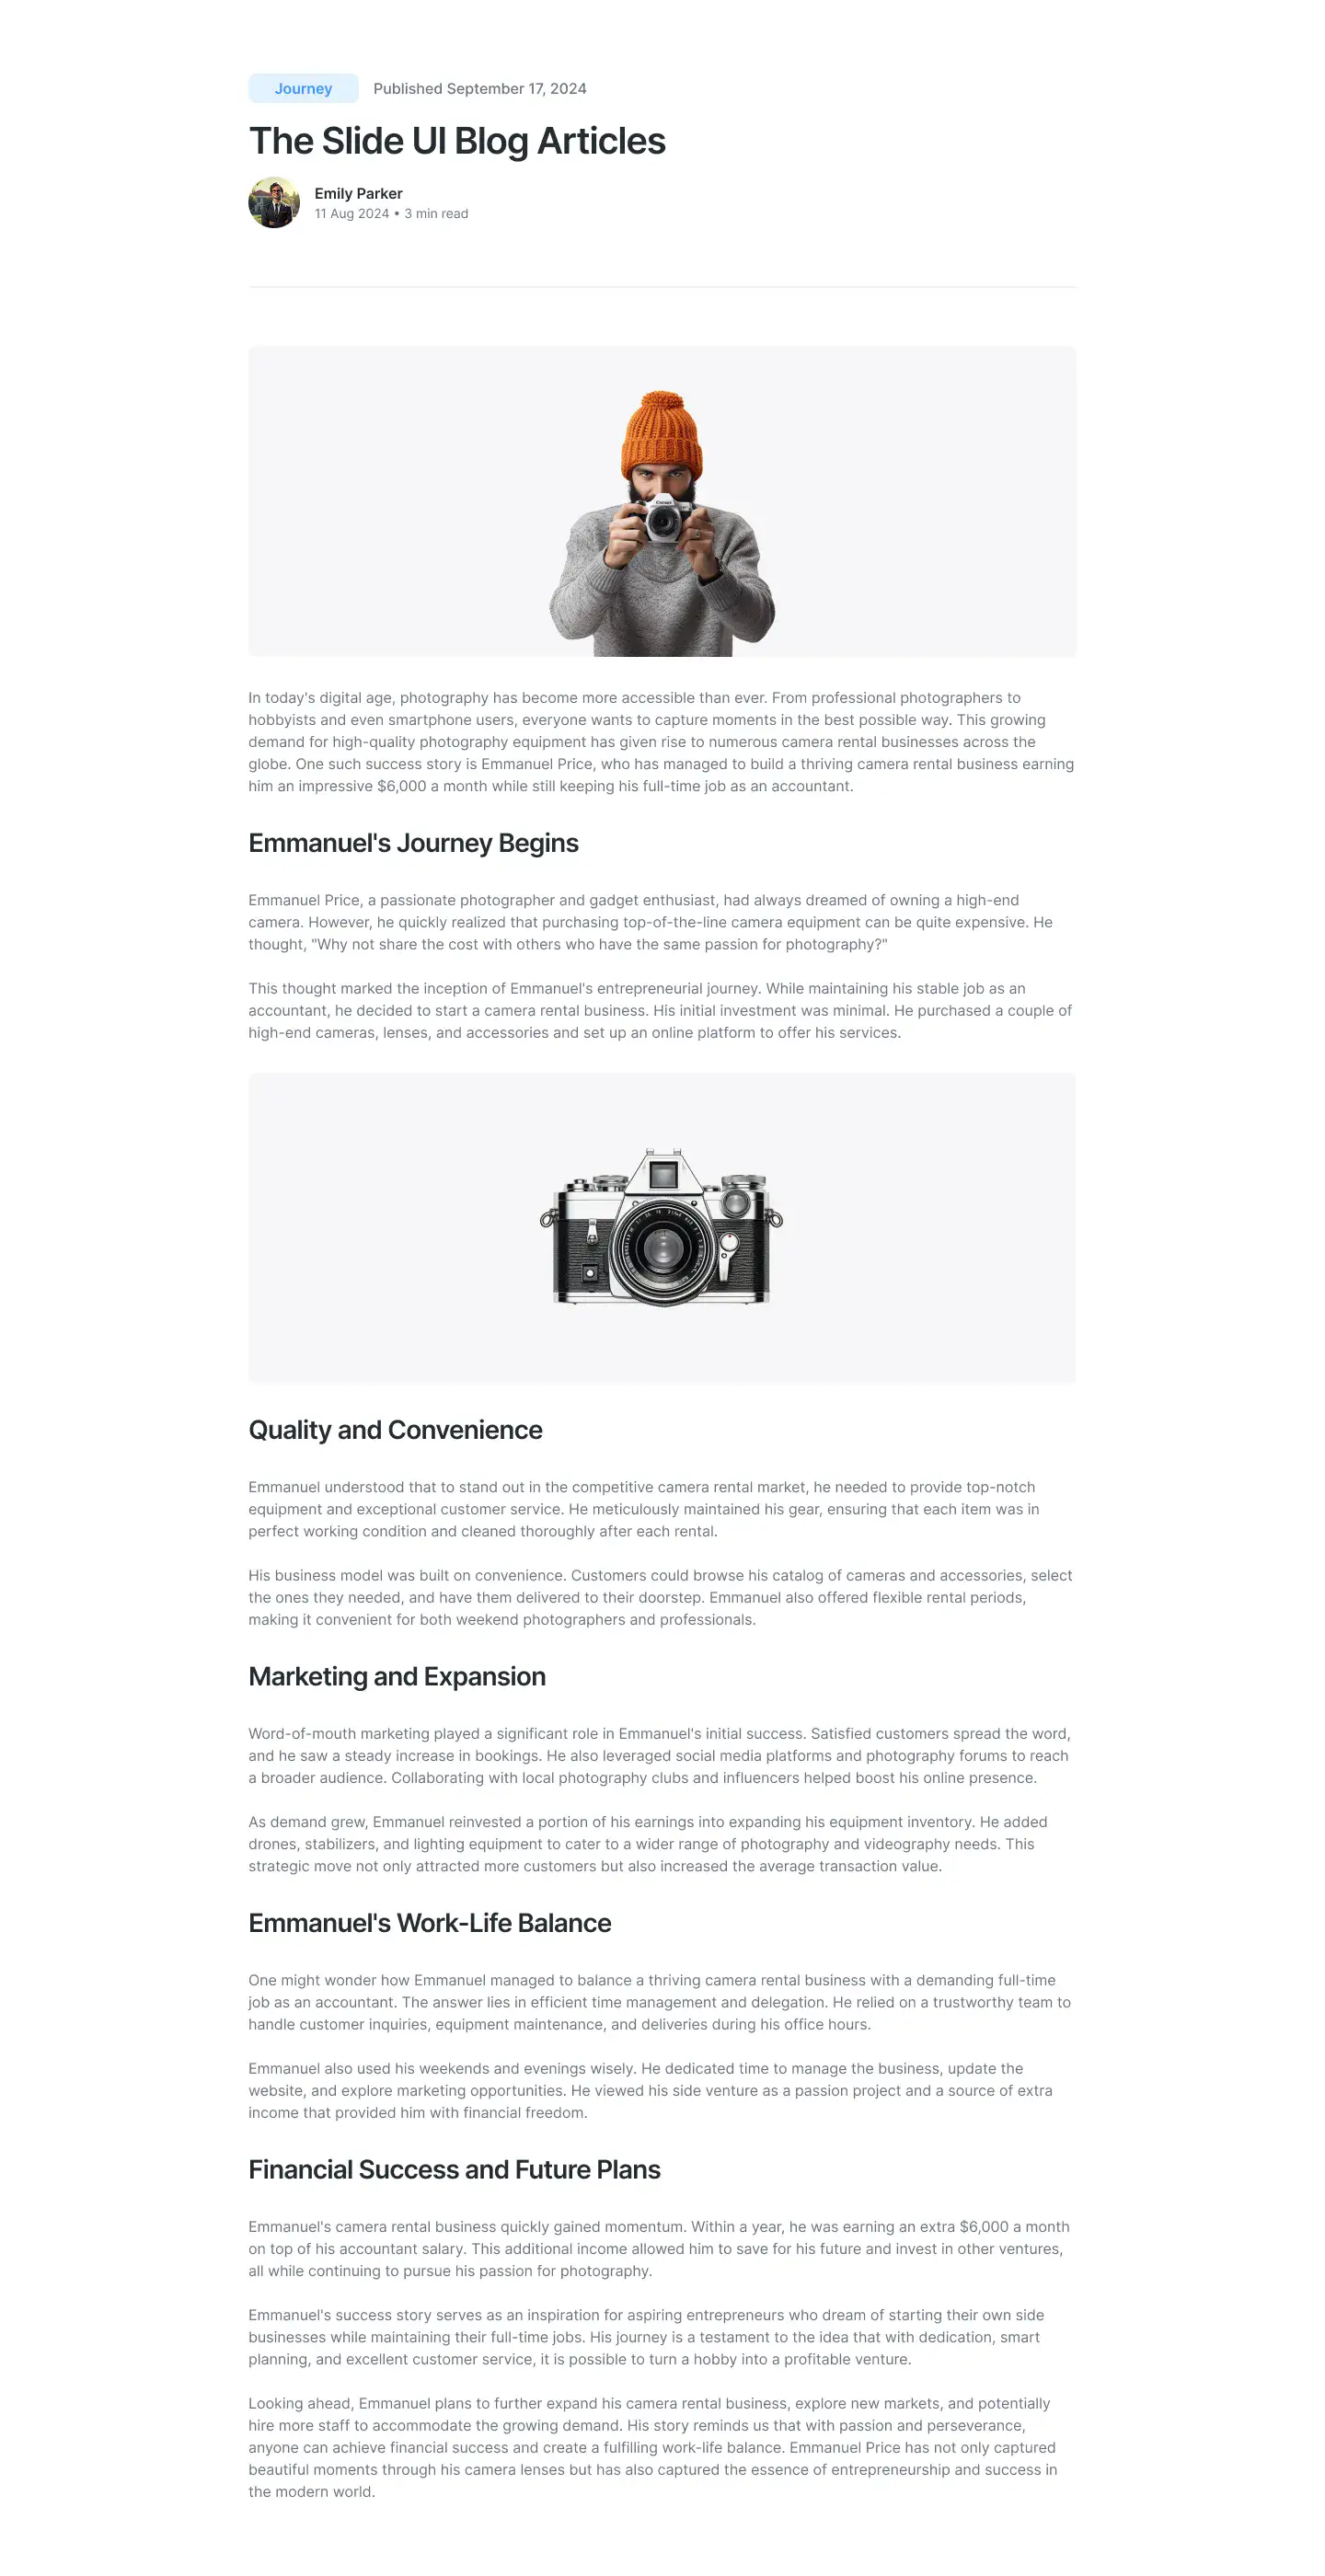 Journey
Published September 17, 2024
The Slide UI Blog Articles
Emily Parker
11 Aug 2024 • 3 min read
In today's digital age, photography has become more accessible than ever. From professional photographers to
hobbyists and even smartphone users, everyone wants to capture moments in the best possible way. This growing
demand for high-quality photography equipment has given rise to numerous camera rental businesses across the
globe. One such success story is Emmanuel Price, who has managed to build a thriving camera rental business earning
him an impressive $6,000 a month while still keeping his full-time job as an accountant.
Emmanuel's Journey Begins
Emmanuel Price, a passionate photographer and gadget enthusiast, had always dreamed of owning a high-end
camera. However, he quickly realized that purchasing top-of-the-line camera equipment can be quite expensive. He
thought, "Why not share the cost with others who have the same passion for photography?"
This thought marked the inception of Emmanuel's entrepreneurial journey. While maintaining his stable job as an
accountant, he decided to start a camera rental business. His initial investment was minimal. He purchased a couple of
high-end cameras, lenses, and accessories and set up an online platform to offer his services.
Quality and Convenience
Emmanuel understood that to stand out in the competitive camera rental market, he needed to provide top-notch
equipment and exceptional customer service. He meticulously maintained his gear, ensuring that each item was in
perfect working condition and cleaned thoroughly after each rental.
His business model was built on convenience. Customers could browse his catalog of cameras and accessories, select
the ones they needed, and have them delivered to their doorstep. Emmanuel also offered flexible rental periods,
making it convenient for both weekend photographers and professionals.
Marketing and Expansion
Word-of-mouth marketing played a significant role in Emmanuel's initial success. Satisfied customers spread the word,
and he saw a steady increase in bookings. He also leveraged social media platforms and photography forums to reach
a broader audience. Collaborating with local photography clubs and influencers helped boost his online presence.
As demand grew, Emmanuel reinvested a portion of his earnings into expanding his equipment inventory. He added
drones, stabilizers, and lighting equipment to cater to a wider range of photography and videography needs. This
strategic move not only attracted more customers but also increased the average transaction value.
Emmanuel's Work-Life Balance
One might wonder how Emmanuel managed to balance a thriving camera rental business with a demanding full-time
job as an accountant. The answer lies in efficient time management and delegation. He relied on a trustworthy team to
handle customer inquiries, equipment maintenance, and deliveries during his office hours.
Emmanuel also used his weekends and evenings wisely. He dedicated time to manage the business, update the
website, and explore marketing opportunities. He viewed his side venture as a passion project and a source of extra
income that provided him with financial freedom.
Financial Success and Future Plans
Emmanuel's camera rental business quickly gained momentum. Within a year, he was earning an extra $6,000 a month
on top of his accountant salary. This additional income allowed him to save for his future and invest in other ventures,
all while continuing to pursue his passion for photography.
Emmanuel's success story serves as an inspiration for aspiring entrepreneurs who dream of starting their own side
businesses while maintaining their full-time jobs. His journey is a testament to the idea that with dedication, smart
planning, and excellent customer service, it is possible to turn a hobby into a profitable venture.
Looking ahead, Emmanuel plans to further expand his camera rental business, explore new markets, and potentially
hire more staff to accommodate the growing demand. His story reminds us that with passion and perseverance,
anyone can achieve financial success and create a fulfilling work-life balance. Emmanuel Price has not only captured
beautiful moments through his camera lenses but has also captured the essence of entrepreneurship and success in
the modern world.